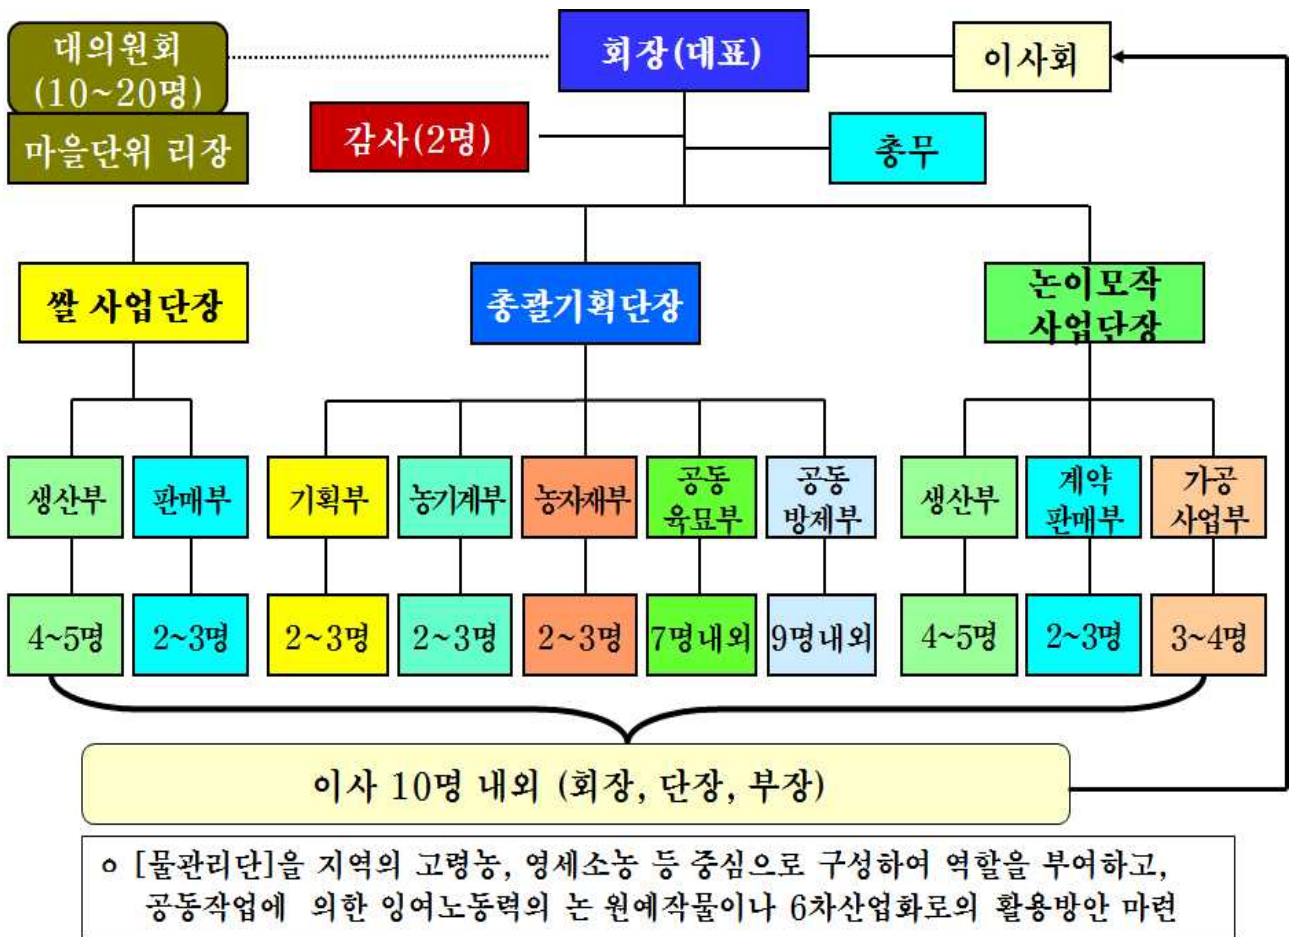 대의원회
(10~20명)
마을단위 리장
회장(대표)
이사회
감사(2명)
총무
쌀 사업단장
총괄기획단장
논이모작
사업단장
생산부
판매부
기획부
농기계부
농자재부
공동
육묘부
공동
방제부
생산부
계약
판매부
가공
사업부
4~5명
2~3명
2~3명
2~3명
2~3명
7명내외
9명내외
4~5명
2~3명
3~4명
이사 10명 내외 (회장, 단장, 부장)
ㅇ [물관리단]을 지역의 고령농, 영세소농 등 중심으로 구성하여 역할을 부여하고,
공동작업에 의한 잉여노동력의 논 원예작물이나 6차산업화로의 활용방안 마련